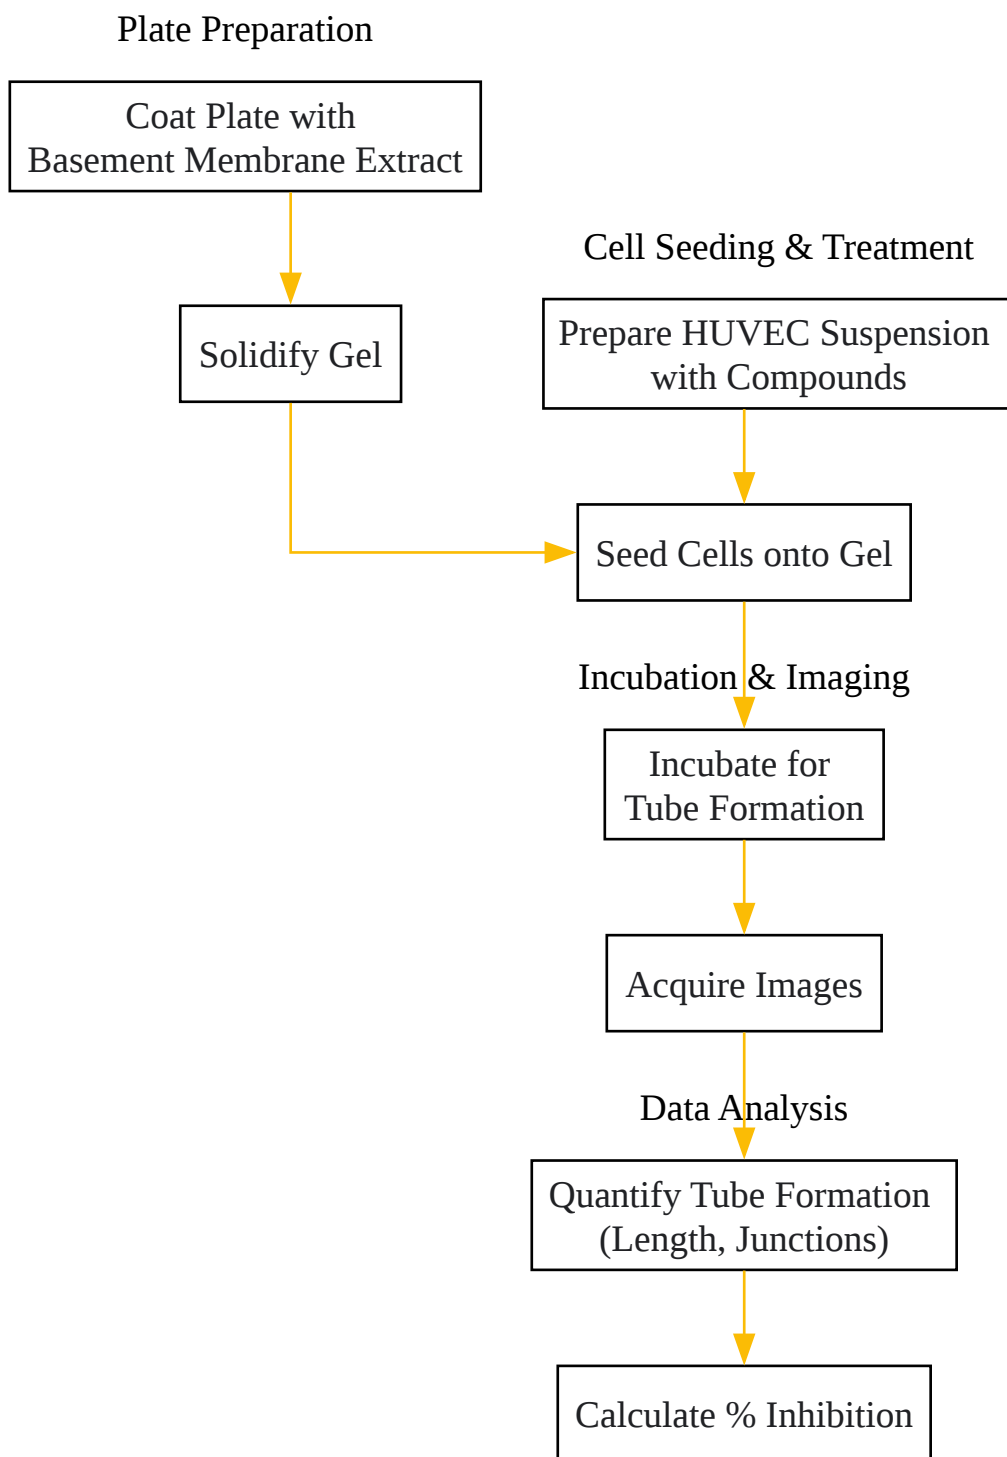 Plate Preparation
Coat Plate with
Basement Membrane Extract
Solidify Gel
Cell Seeding & Treatment
Prepare HUVEC Suspension
with Compounds
Seed Cells onto Gel
Incubation & Imaging
Incubate for
Tube Formation
Acquire Images
Data Analysis
Quantify Tube Formation
(Length, Junctions)
Calculate % Inhibition